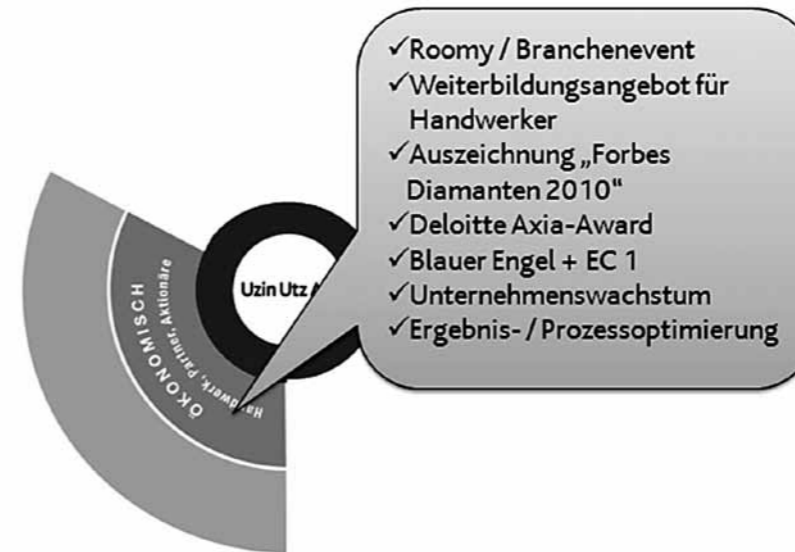 ✓Roomy / Branchenevent
✓Weiterbildungsangebot für
Handwerker
✓Auszeichnung „Forbes
Diamanten 2010"
✓Deloitte Axia-Award
✓Blauer Engel + EC 1
✓Unternehmenswachstum
✓Ergebnis- / Prozessoptimierung
Uzin Utz
ÖKONOMISCH
Handwerk, Partner, Aktionäre